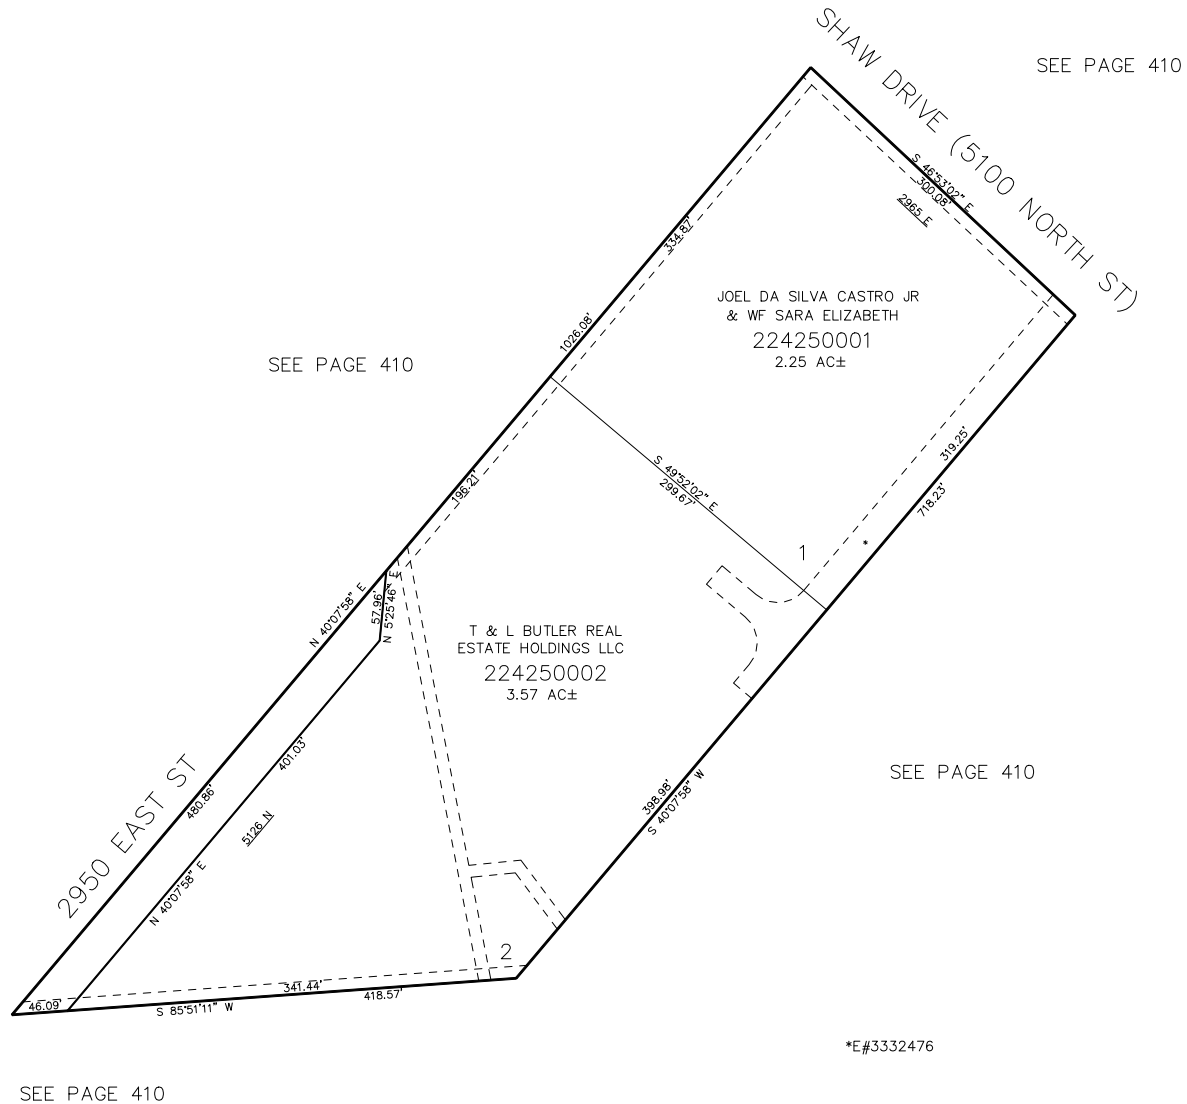 SHAW DRIVE (5100 NORTH ST)
SEE PAGE 410
S 46°53'02" E
300.08'
2965 E
334.87'
JOEL DA SILVA CASTRO JR
& WF SARA ELIZABETH
224250001
2.25 AC±
1026.08'
SEE PAGE 410
319.25'
718.23'
S 49°52'02" E
299.67'
196.21'
1
*
N 40°07'58" E
57.96'
N 5°25'46" E
T & L BUTLER REAL
ESTATE HOLDINGS LLC
224250002
3.57 AC±
401.03'
480.86'
2950 EAST ST
5126 N
N 40°07'58" E
398.98'
S 40°07'58" W
SEE PAGE 410
2
46.09'
341.44'
418.57'
S 85°51'11" W
*E#3332476
SEE PAGE 410